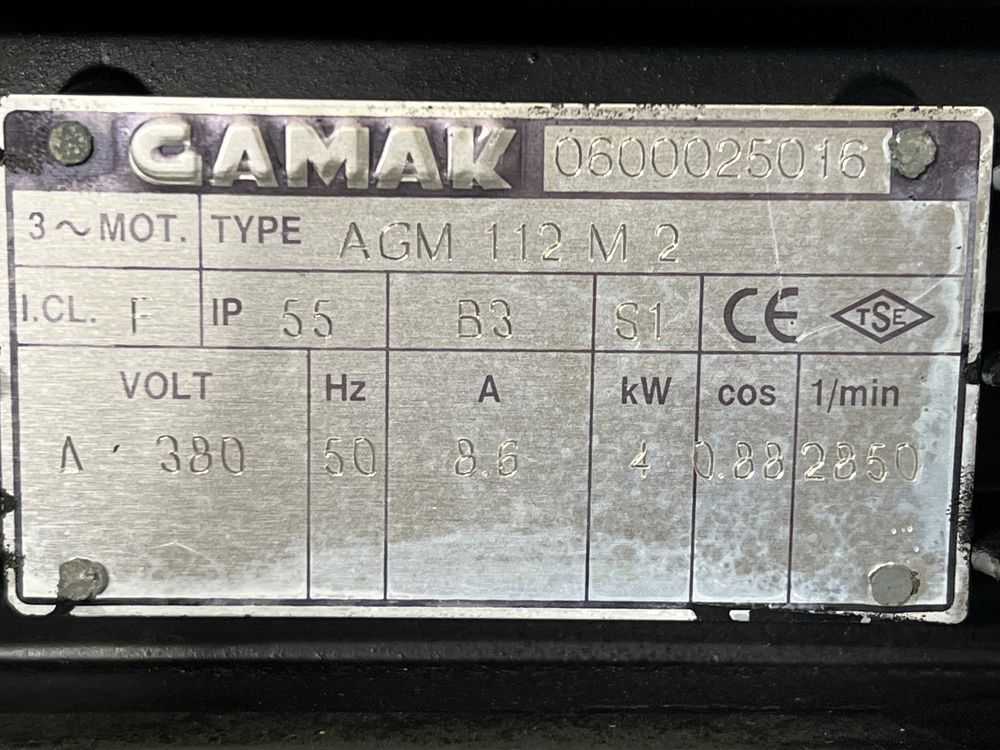 GAMAK 0600025016
3~MOT. TYPE AGM 112 M 2
I.CL. F IP 55 B3 S1 CE TSE
VOLT Hz A kW cos 1/min
380 50 8.6 4 0.88 2850